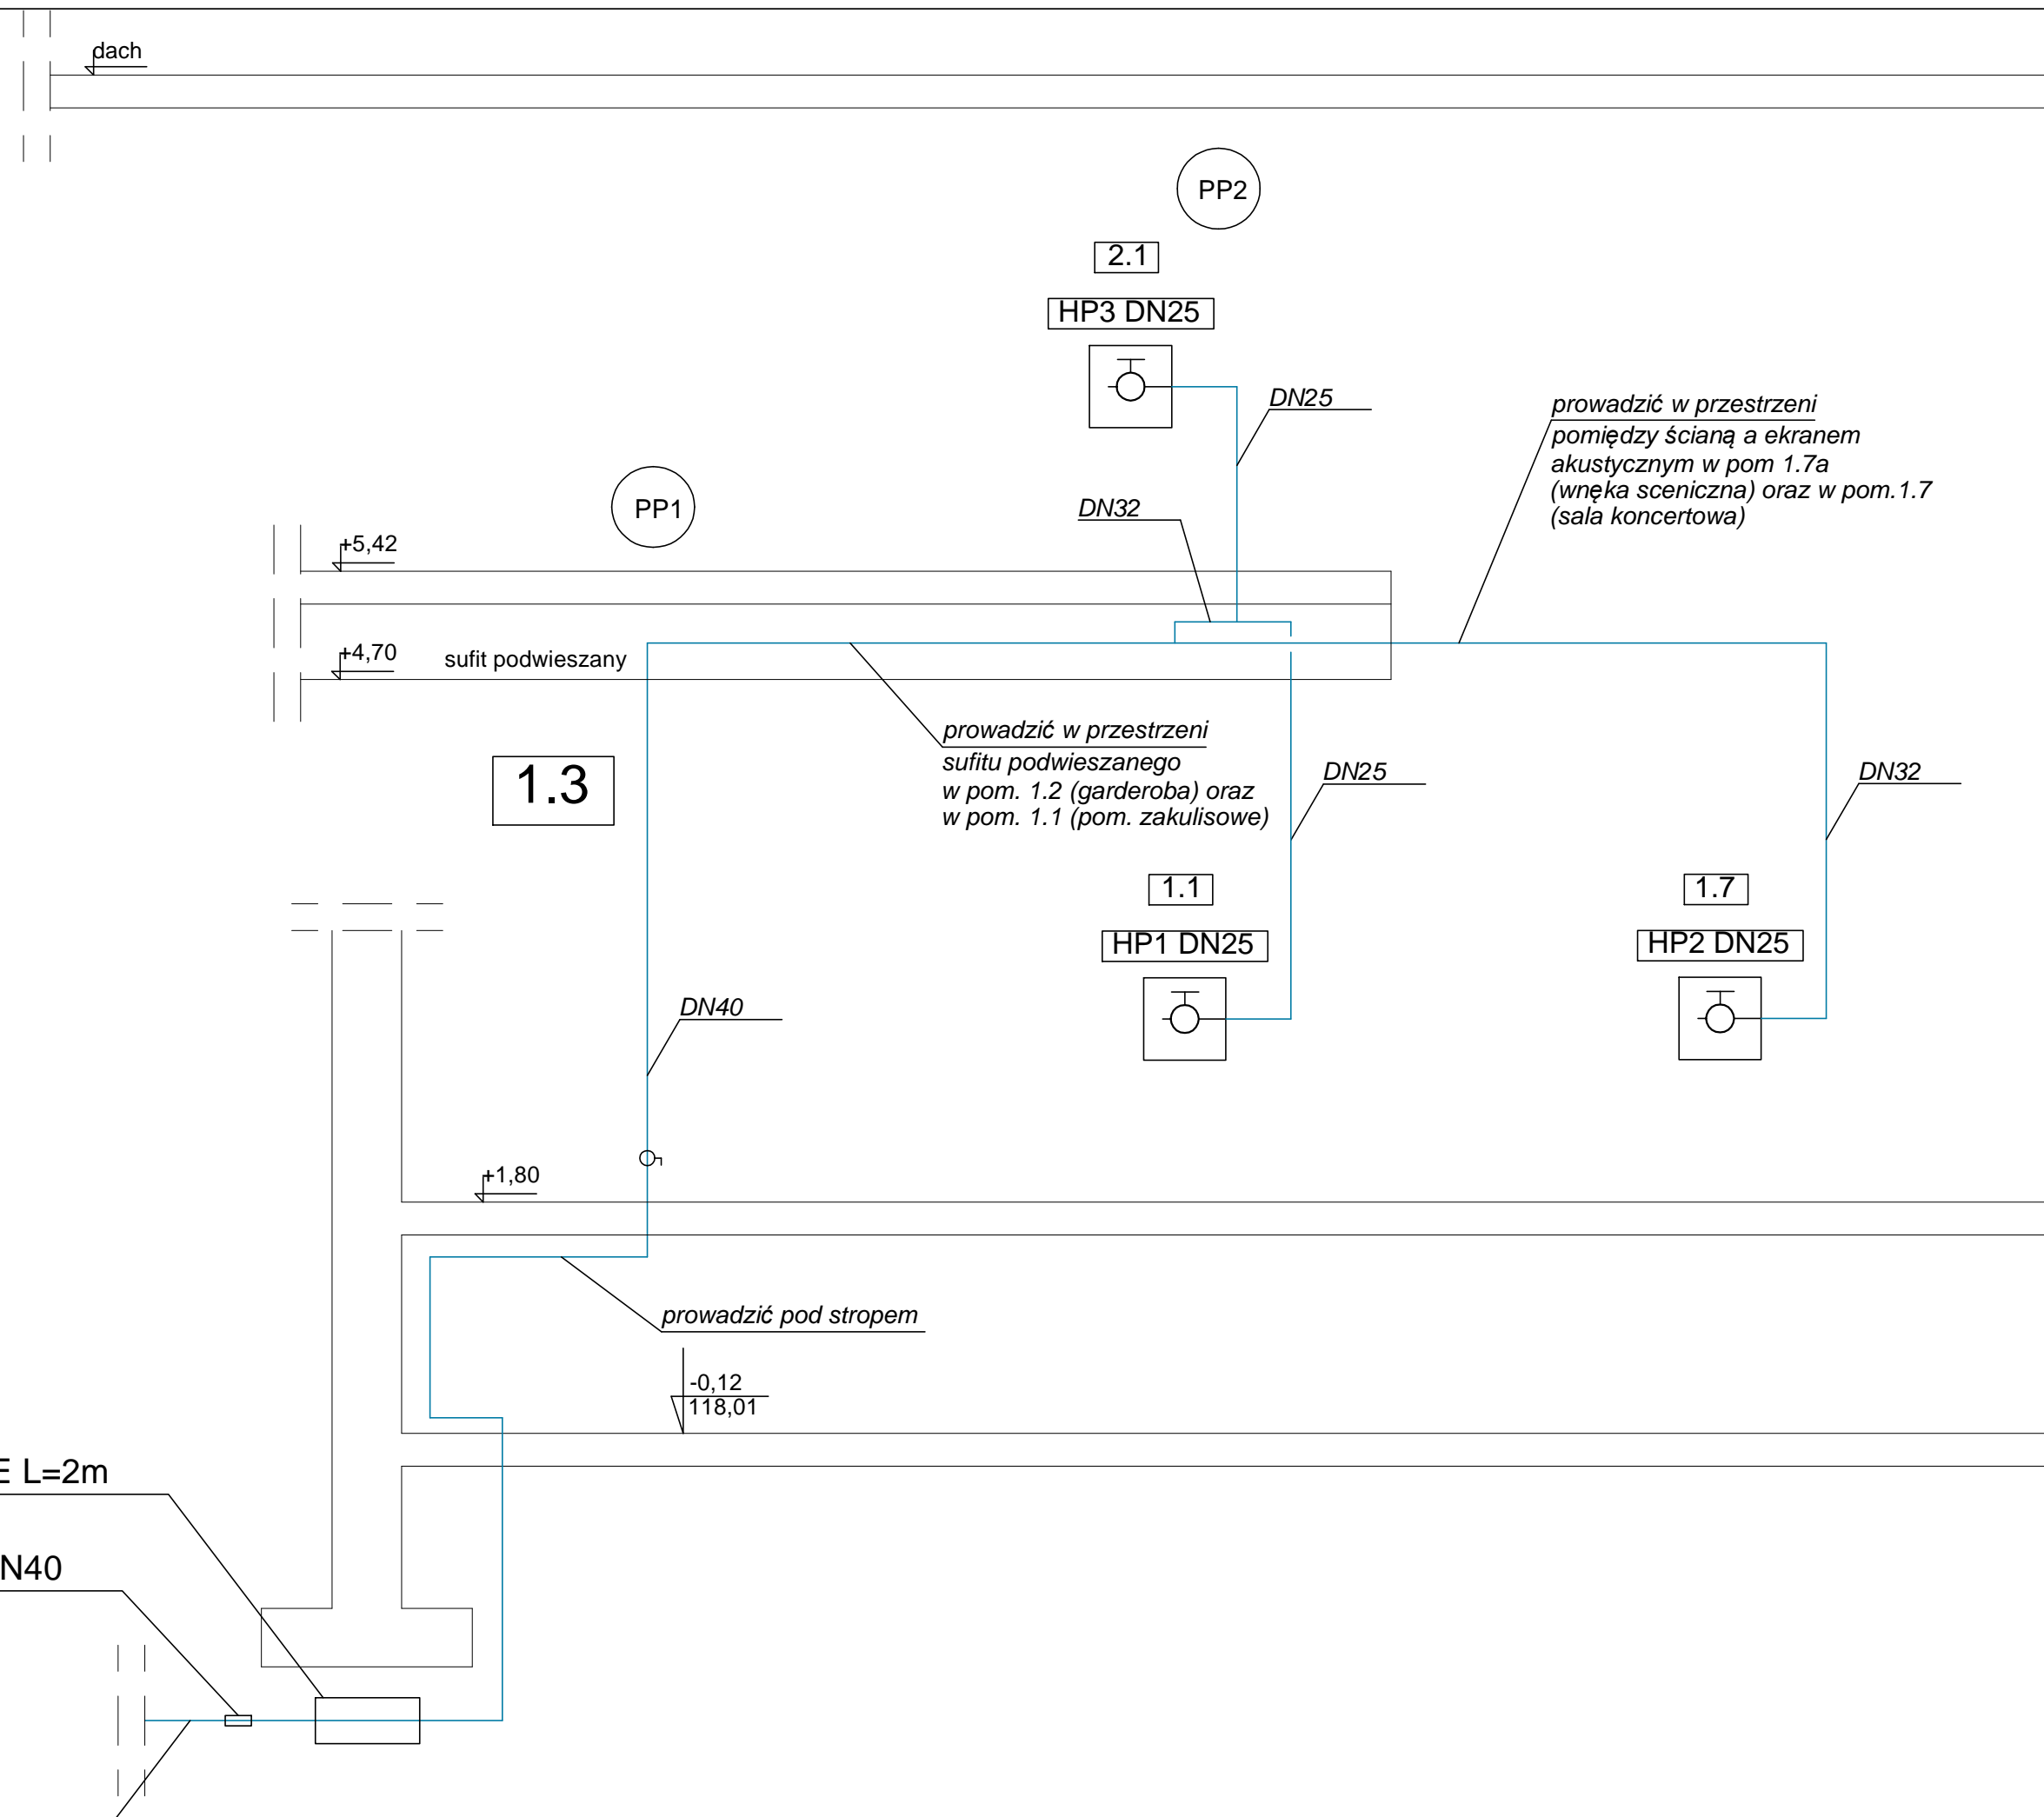 dach
PP2
2.1
HP3 DN25
DN25
prowadzić w przestrzeni
pomiędzy ścianą a ekranem
akustycznym w pom 1.7a
(wnęka sceniczna) oraz w pom.1.7
(sala koncertowa)
PP1
DN32
+5,42
+4,70
sufit podwieszany
prowadzić w przestrzeni
sufitu podwieszanego
w pom. 1.2 (garderoba) oraz
w pom. 1.1 (pom. zakulisowe)
1.3
DN25
DN32
1.1
1.7
HP1 DN25
HP2 DN25
DN40
+1,80
prowadzić pod stropem
-0,12
118,01
L=2m
N40